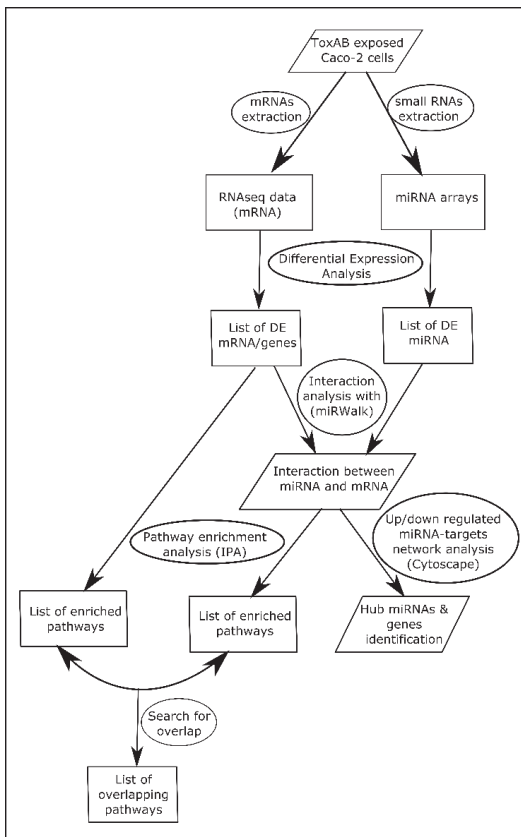 ToxAB exposed
Caco-2 cells
mRNAs
extraction
small RNAs
extraction
RNAseq data
(mRNA)
miRNA arrays
Differential Expression
Analysis
List of DE
mRNA/genes
List of DE
miRNA
Interaction
analysis with
(miRWalk)
Interaction between
miRNA and mRNA
Pathway enrichment
analysis (IPA)
Up/down regulated
miRNA-targets
network analysis
(Cytoscape)
List of enriched
pathways
List of enriched
pathways
Hub miRNAs &
genes
identification
Search for
overlap
List of
overlapping
pathways